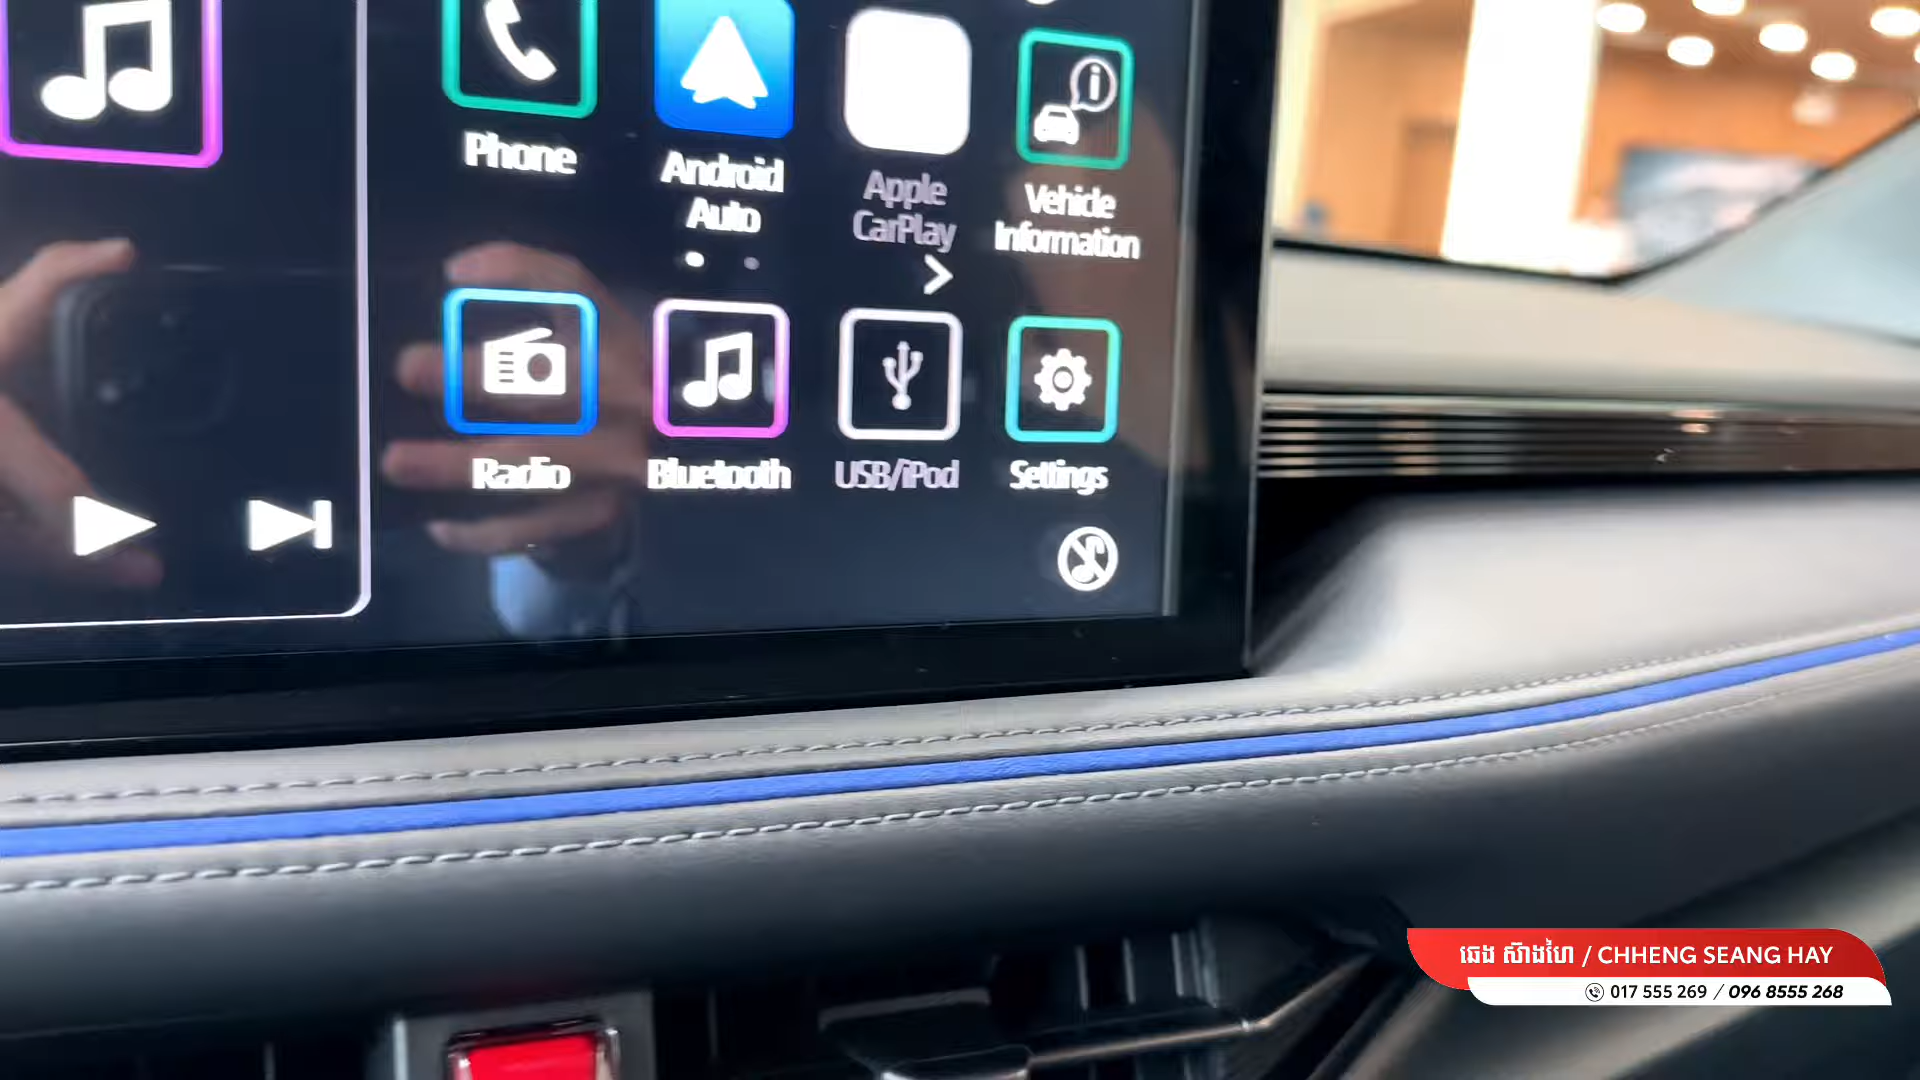 Phone
Android
Auto
Apple
CarPlay
Vehicle
Information
Radio
Bluetooth
USB/iPod
Settings
ឆេង ស៊ាងហៃ / CHHENG SEANG HAY
017 555 269 / 096 8555 268